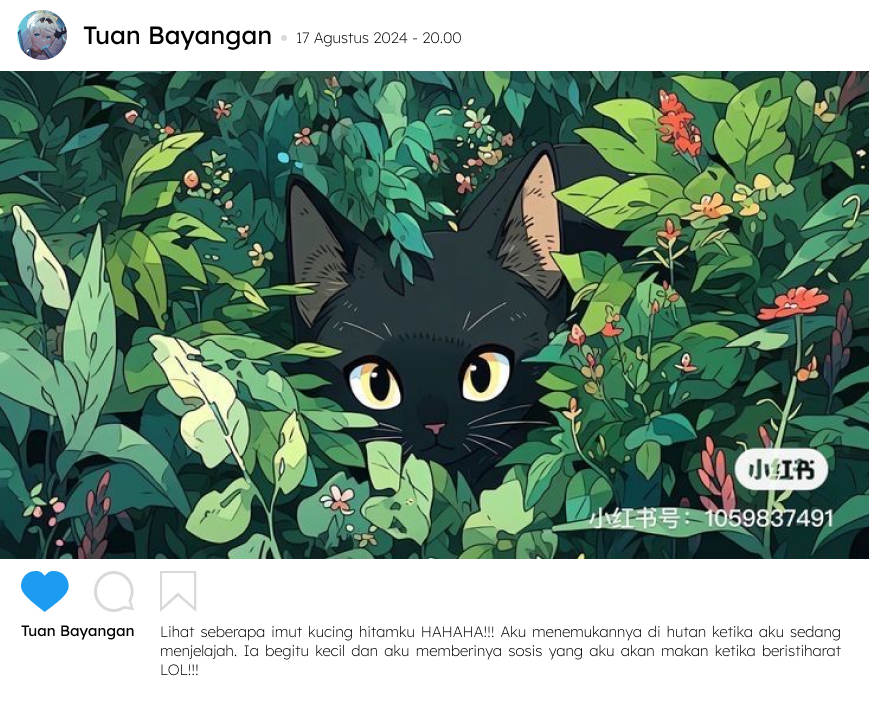 Tuan Bayangan
17 Agustus 2024 - 20.00
小红书
小红书号：1059837491
Tuan Bayangan
Lihat seberapa imut kucing hitamku HAHAHA!!! Aku menemukannya di hutan ketika aku sedang
menjelajah. Ia begitu kecil dan aku memberinya sosis yang aku akan makan ketika beristiharat
LOL!!!